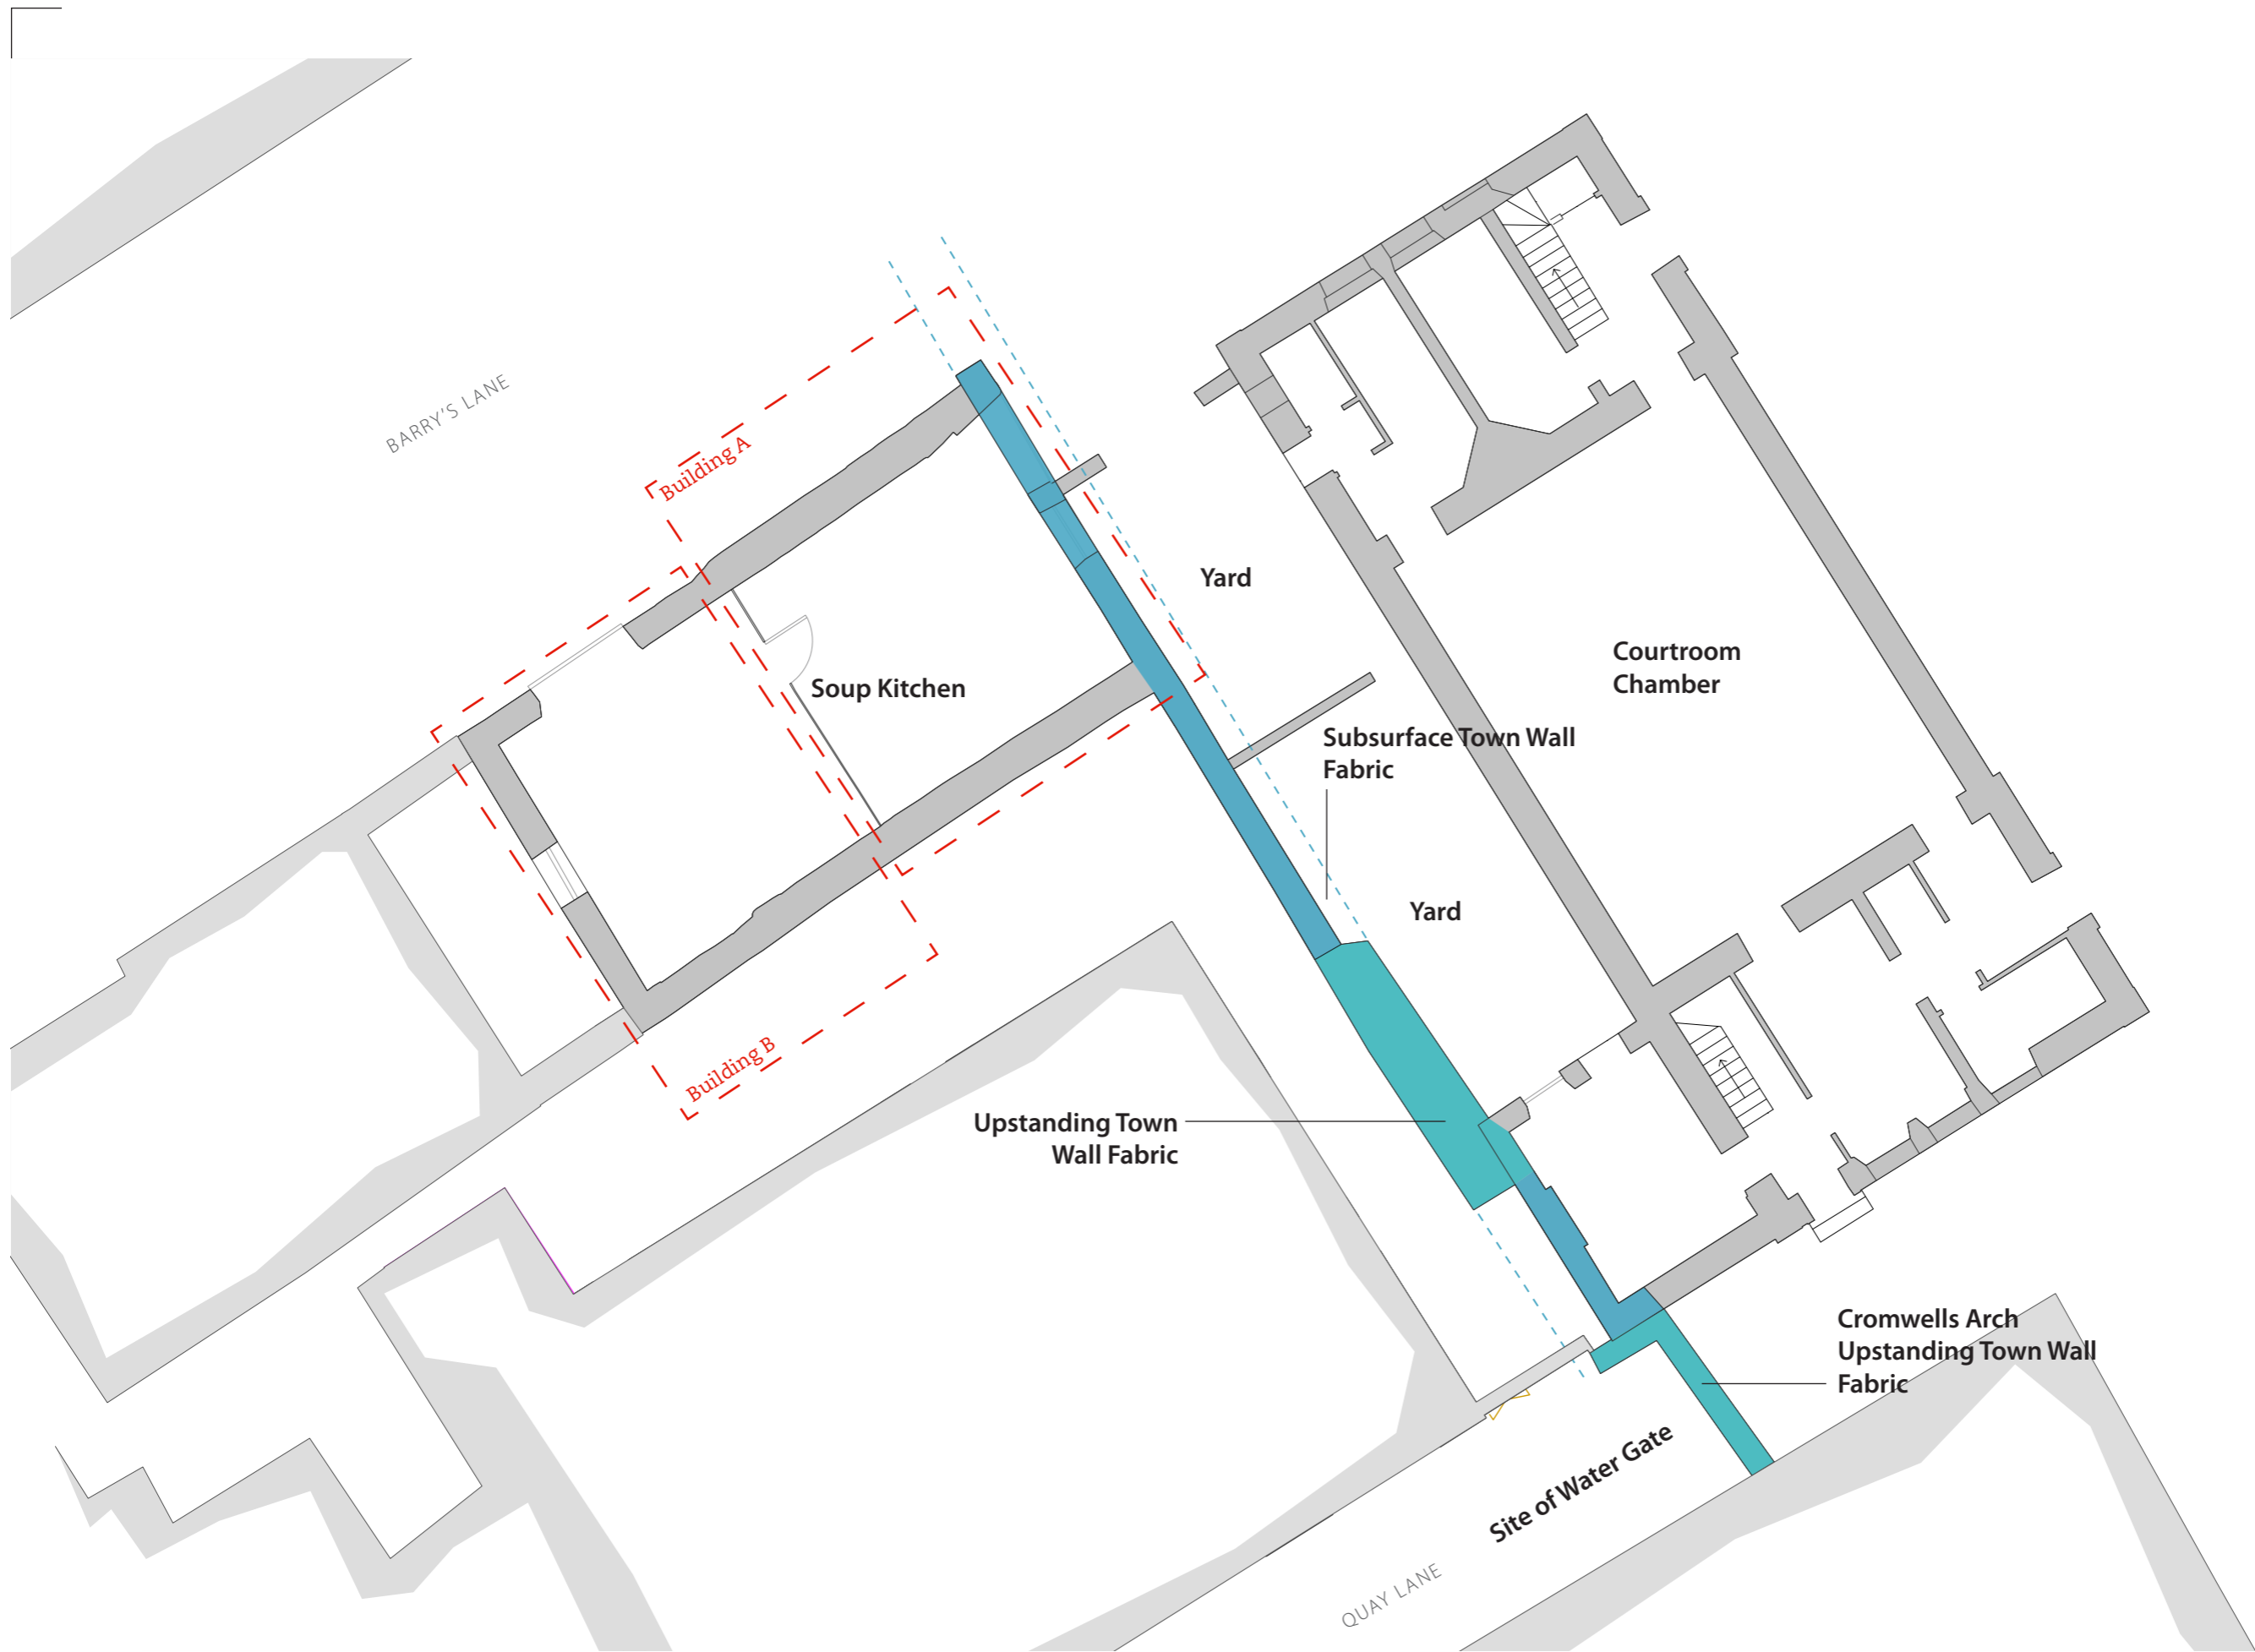 BARRY'S LANE
Building A
Yard
Courtroom
Chamber
Soup Kitchen
Subsurface Town Wall
Fabric
Yard
Building B
Upstanding Town
Wall Fabric
Cromwells Arch
Upstanding Town Wall
Fabric
Site of Water Gate
QUAY LANE